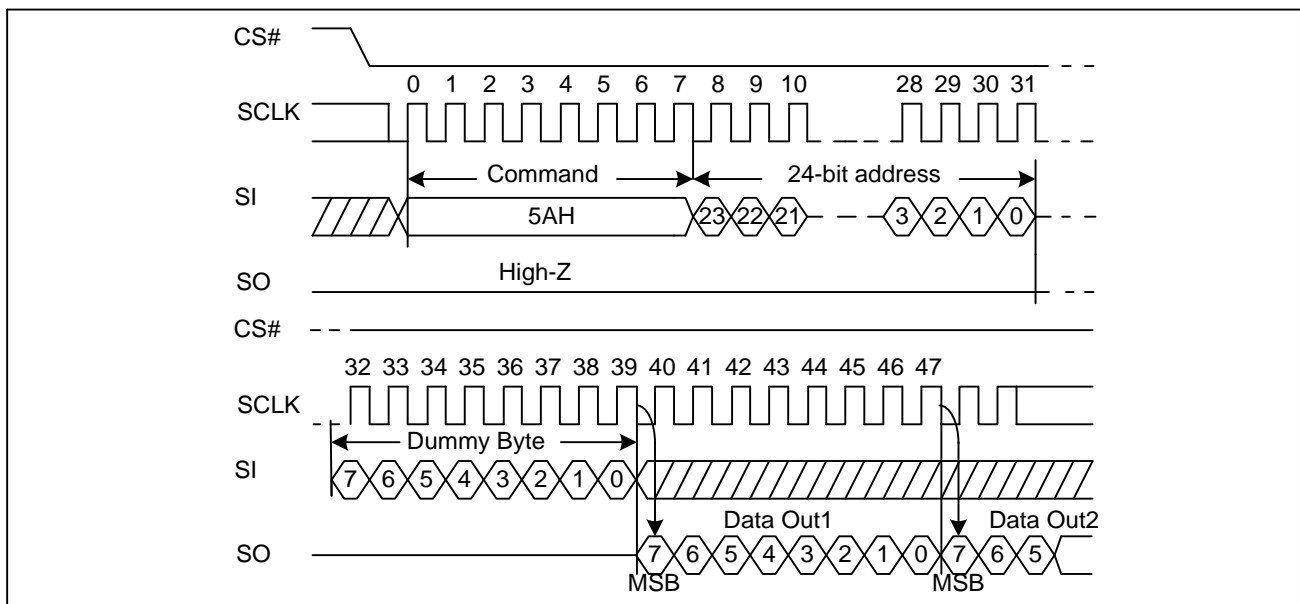 CS#
0 1 2 3 4 5 6 7 8 9 10 28 29 30 31
SCLK
Command 24-bit address
SI
5AH 23 22 21 3 2 1 0
High-Z
SO
CS#
32 33 34 35 36 37 38 39 40 41 42 43 44 45 46 47
SCLK
Dummy Byte
SI
7 6 5 4 3 2 1 0
Data Out1 Data Out2
SO
7 6 5 4 3 2 1 0 7 6 5
MSB MSB